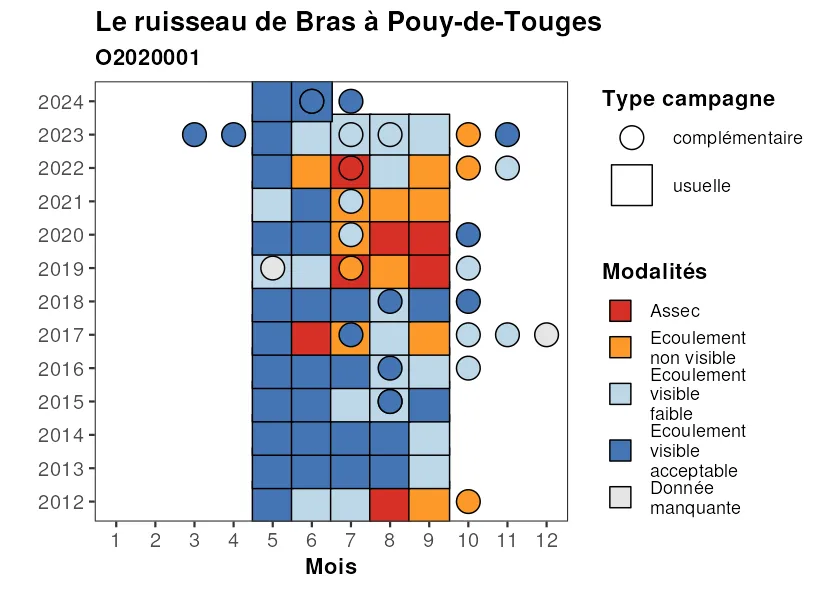 Le ruisseau de Bras à Pouy-de-Touges
O2020001
2024
2023
2022
2021
2020
2019
2018
2017
2016
2015
2014
2013
2012
1 2 3 4 5 6 7 8 9 10 11 12
Mois
Type campagne
complémentaire
usuelle
Modalités
Assec
Ecoulement
non visible
Ecoulement
visible
faible
Ecoulement
visible
acceptable
Donnée
manquante